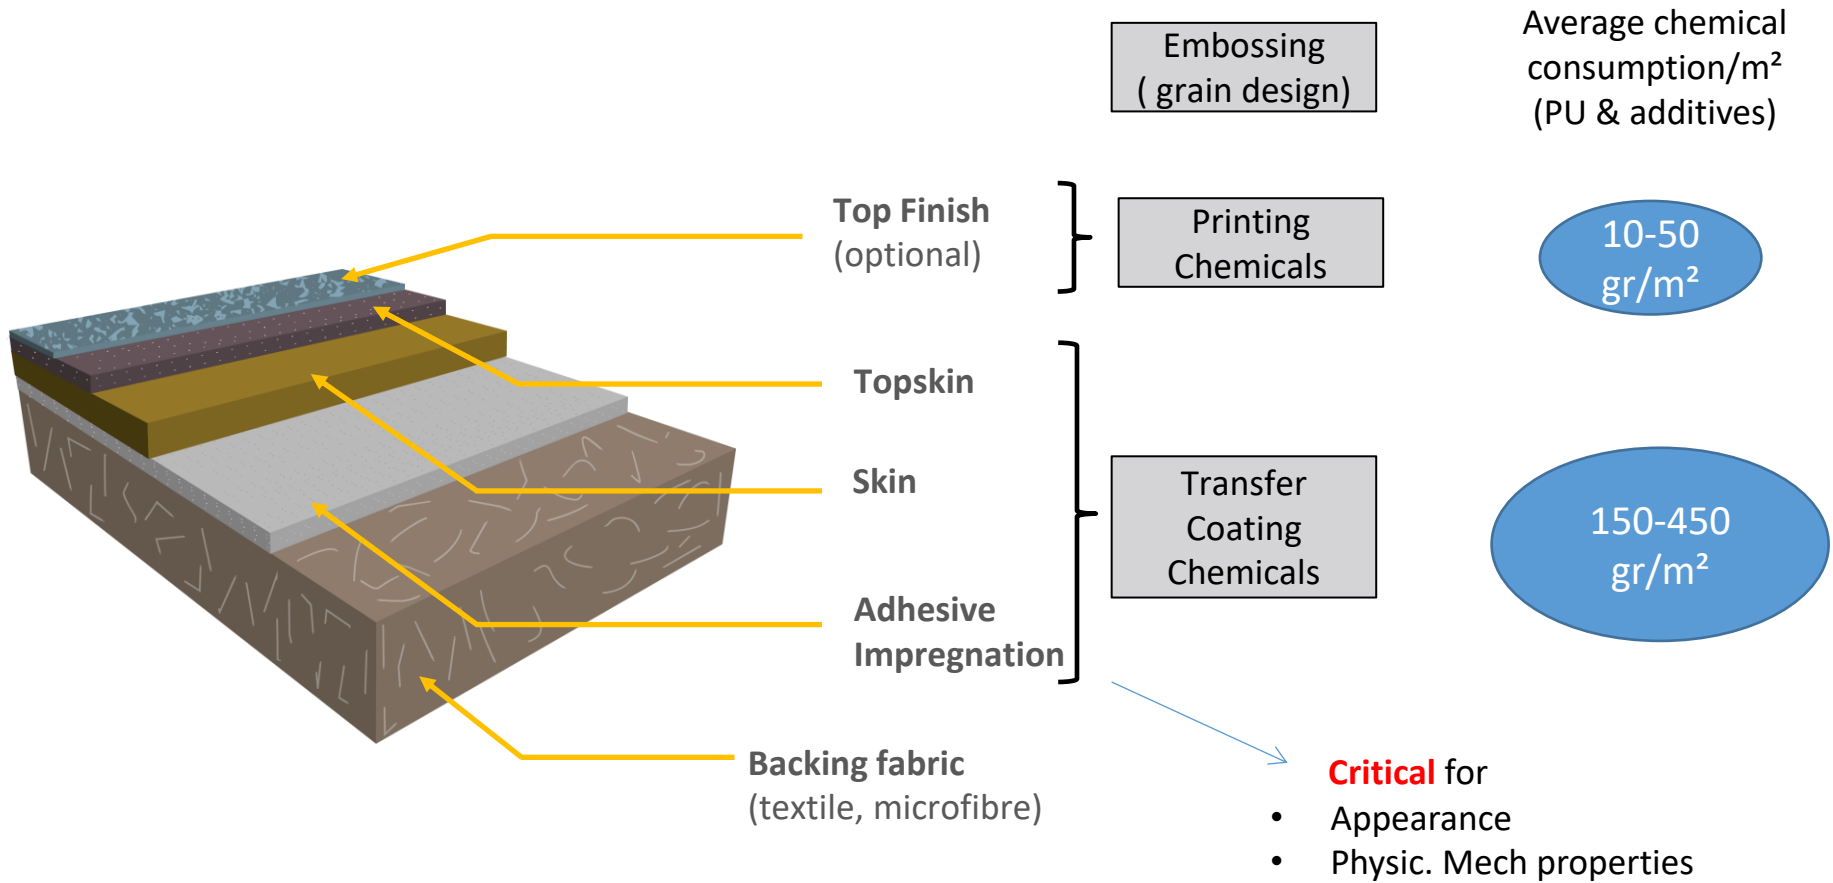 Embossing
( grain design)
Average chemical
consumption/m²
(PU & additives)
Top Finish
(optional)
Printing
Chemicals
10-50
gr/m²
Topskin
Skin
Transfer
Coating
Chemicals
150-450
gr/m²
Adhesive
Impregnation
Backing fabric
(textile, microfibre)
Critical for
• Appearance
• Physic. Mech properties